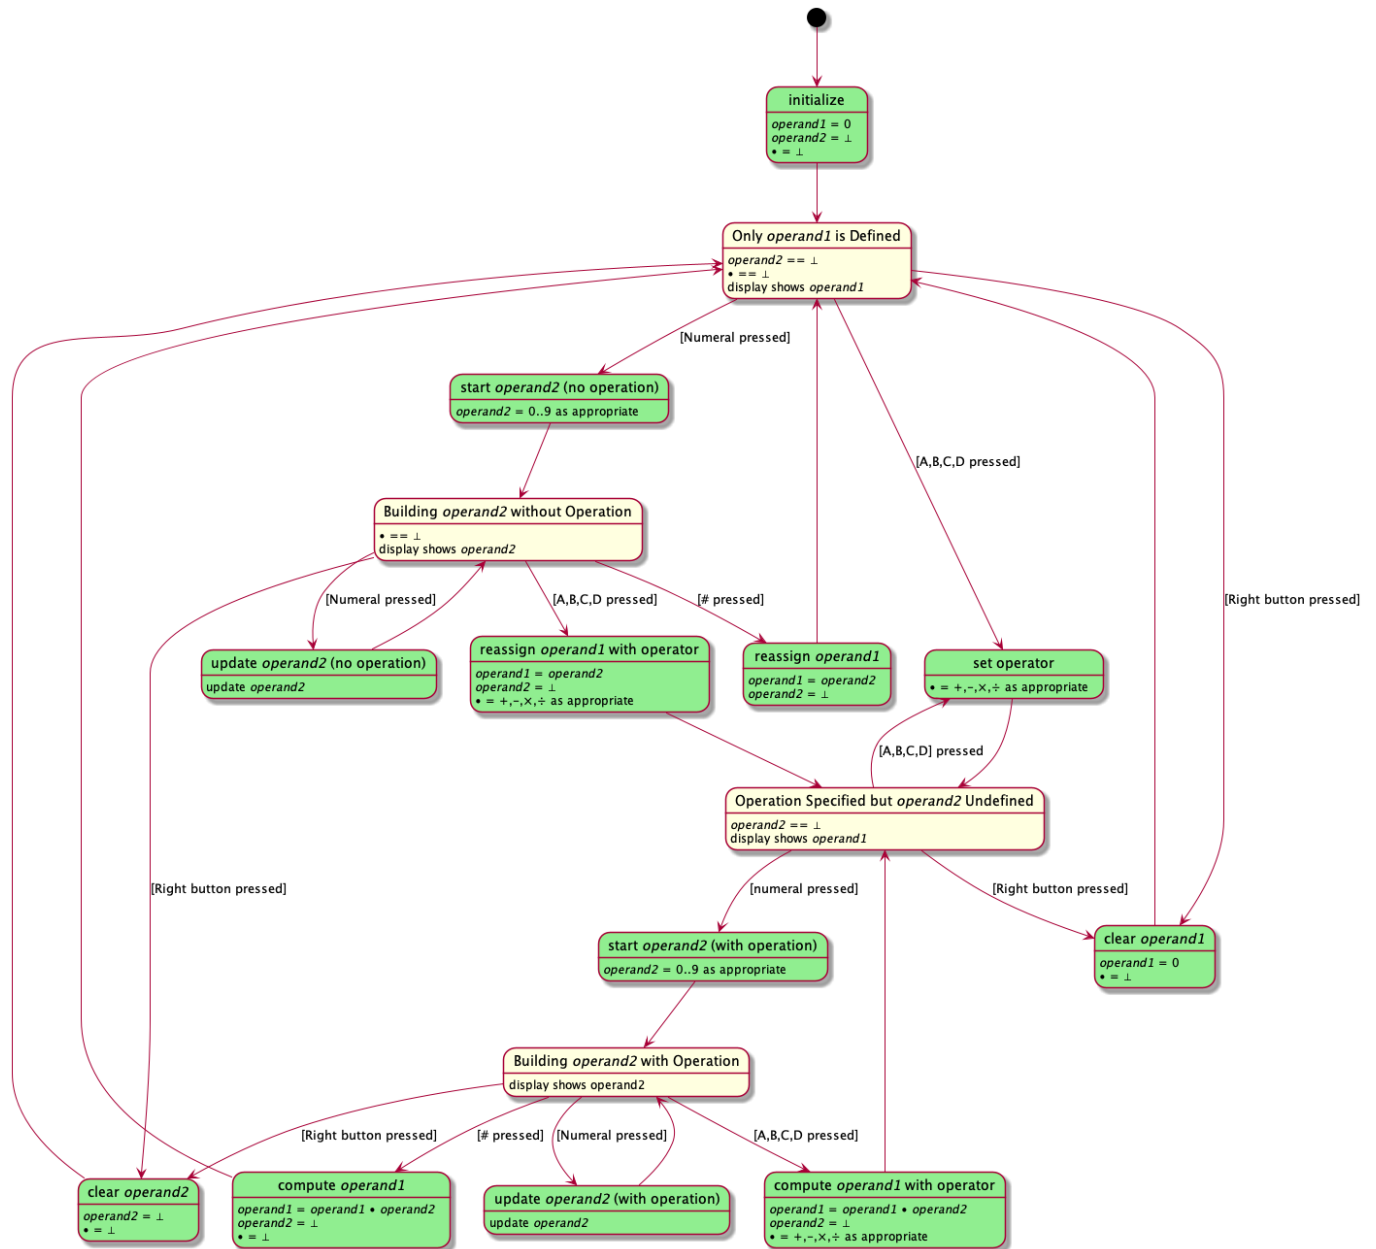 initialize
operand1 = 0
operand2 = ⊥
• = ⊥
Only operand1 is Defined
operand2 == ⊥
• == ⊥
display shows operand1
[Numeral pressed]
start operand2 (no operation)
operand2 = 0..9 as appropriate
[A,B,C,D pressed]
Building operand2 without Operation
• == ⊥
display shows operand2
[Numeral pressed]
[A,B,C,D pressed]
[# pressed]
[Right button pressed]
update operand2 (no operation)
update operand2
reassign operand1 with operator
operand1 = operand2
operand2 = ⊥
• = +,–,×,÷ as appropriate
reassign operand1
operand1 = operand2
operand2 = ⊥
set operator
• = +,–,×,÷ as appropriate
[A,B,C,D] pressed
Operation Specified but operand2 Undefined
operand2 == ⊥
display shows operand1
[Right button pressed]
[numeral pressed]
[Right button pressed]
start operand2 (with operation)
operand2 = 0..9 as appropriate
clear operand1
operand1 = 0
• = ⊥
Building operand2 with Operation
display shows operand2
[Right button pressed]
[# pressed]
[Numeral pressed]
[A,B,C,D pressed]
clear operand2
operand2 = ⊥
• = ⊥
compute operand1
operand1 = operand1 • operand2
operand2 = ⊥
• = ⊥
update operand2 (with operation)
update operand2
compute operand1 with operator
operand1 = operand1 • operand2
operand2 = ⊥
• = +,–,×,÷ as appropriate